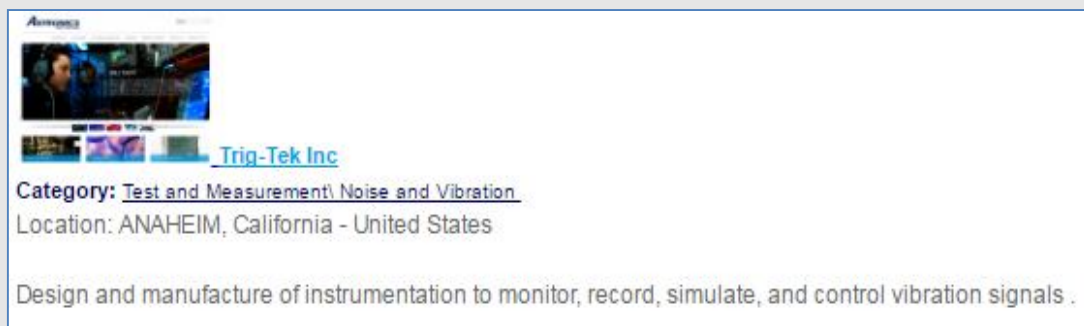 Astronics
Trig-Tek Inc
Category: Test and Measurement\ Noise and Vibration
Location: ANAHEIM, California - United States
Design and manufacture of instrumentation to monitor, record, simulate, and control vibration signals .